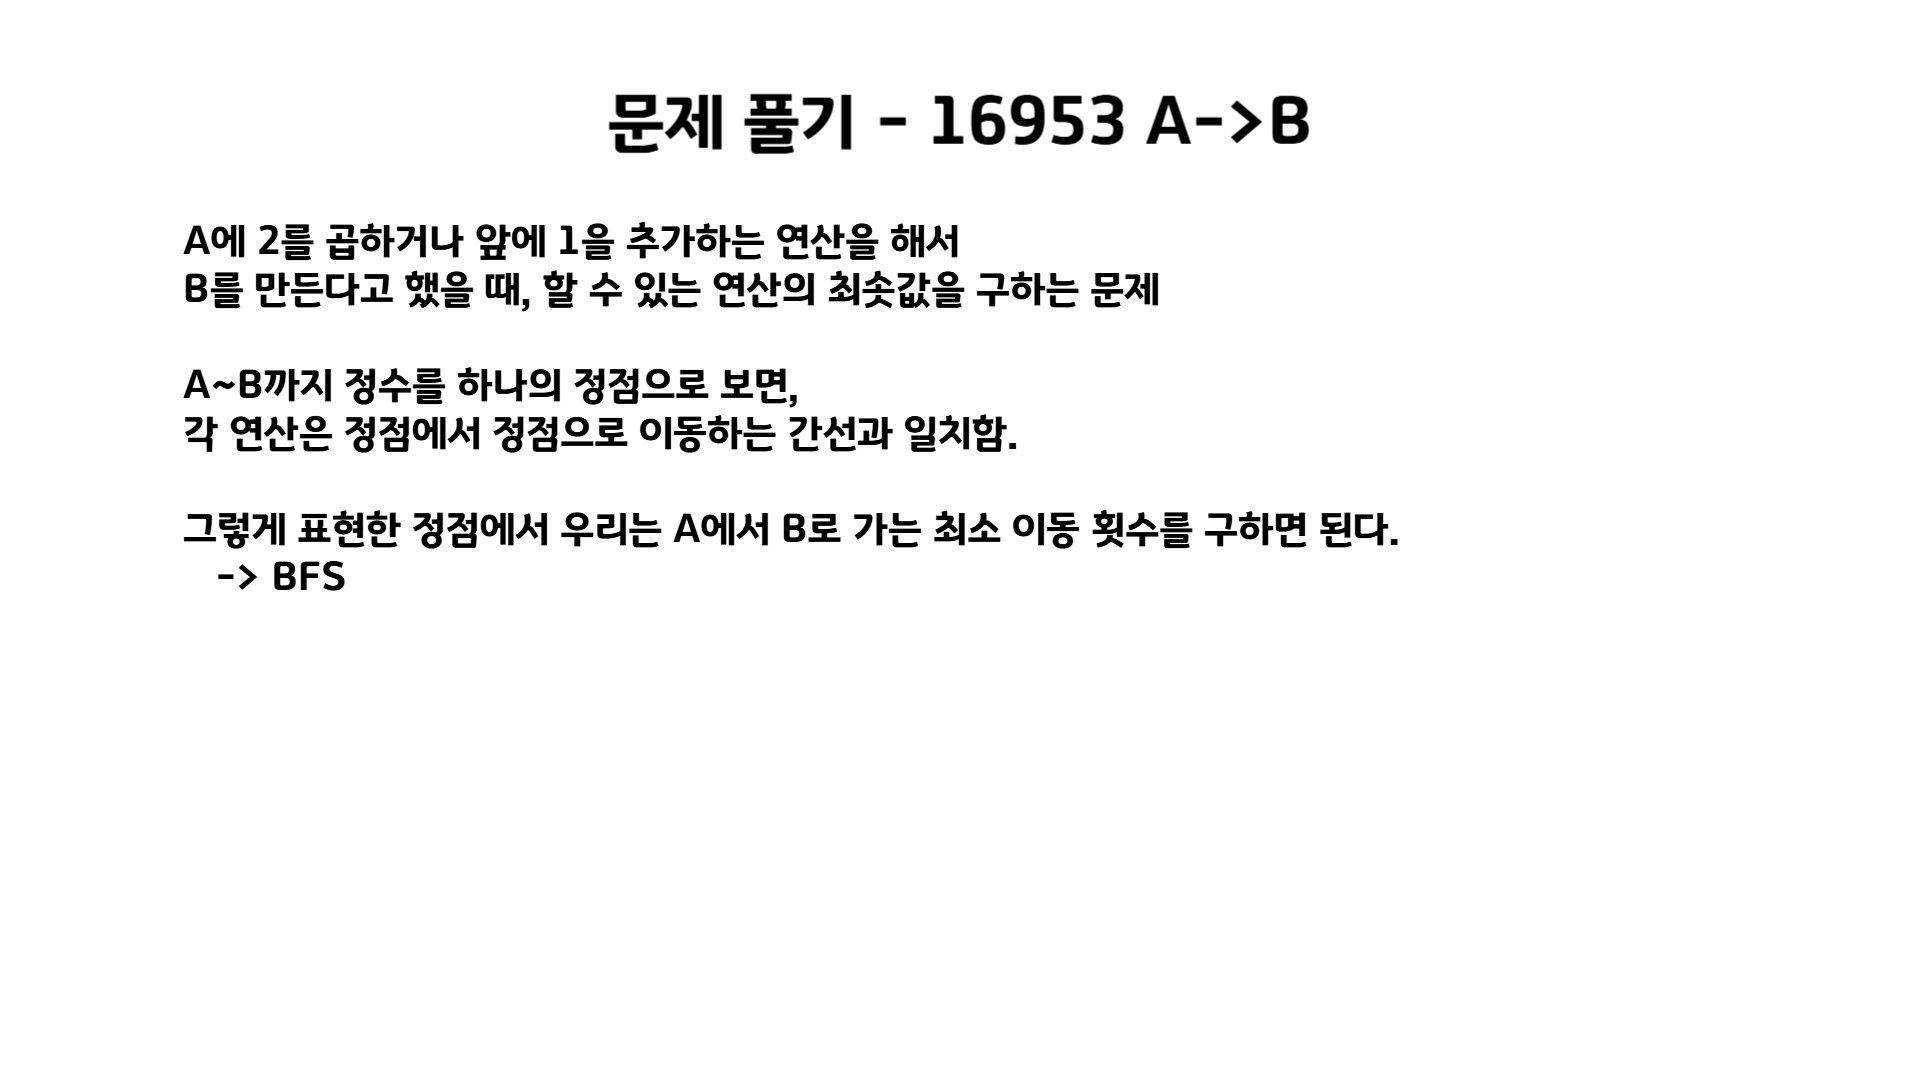 문제 풀기 - 16953 A->B
A에 2를 곱하거나 앞에 1을 추가하는 연산을 해서
B를 만든다고 했을 때, 할 수 있는 연산의 최솟값을 구하는 문제
A~B까지 정수를 하나의 정점으로 보면,
각 연산은 정점에서 정점으로 이동하는 간선과 일치함.
그렇게 표현한 정점에서 우리는 A에서 B로 가는 최소 이동 횟수를 구하면 된다.
-> BFS